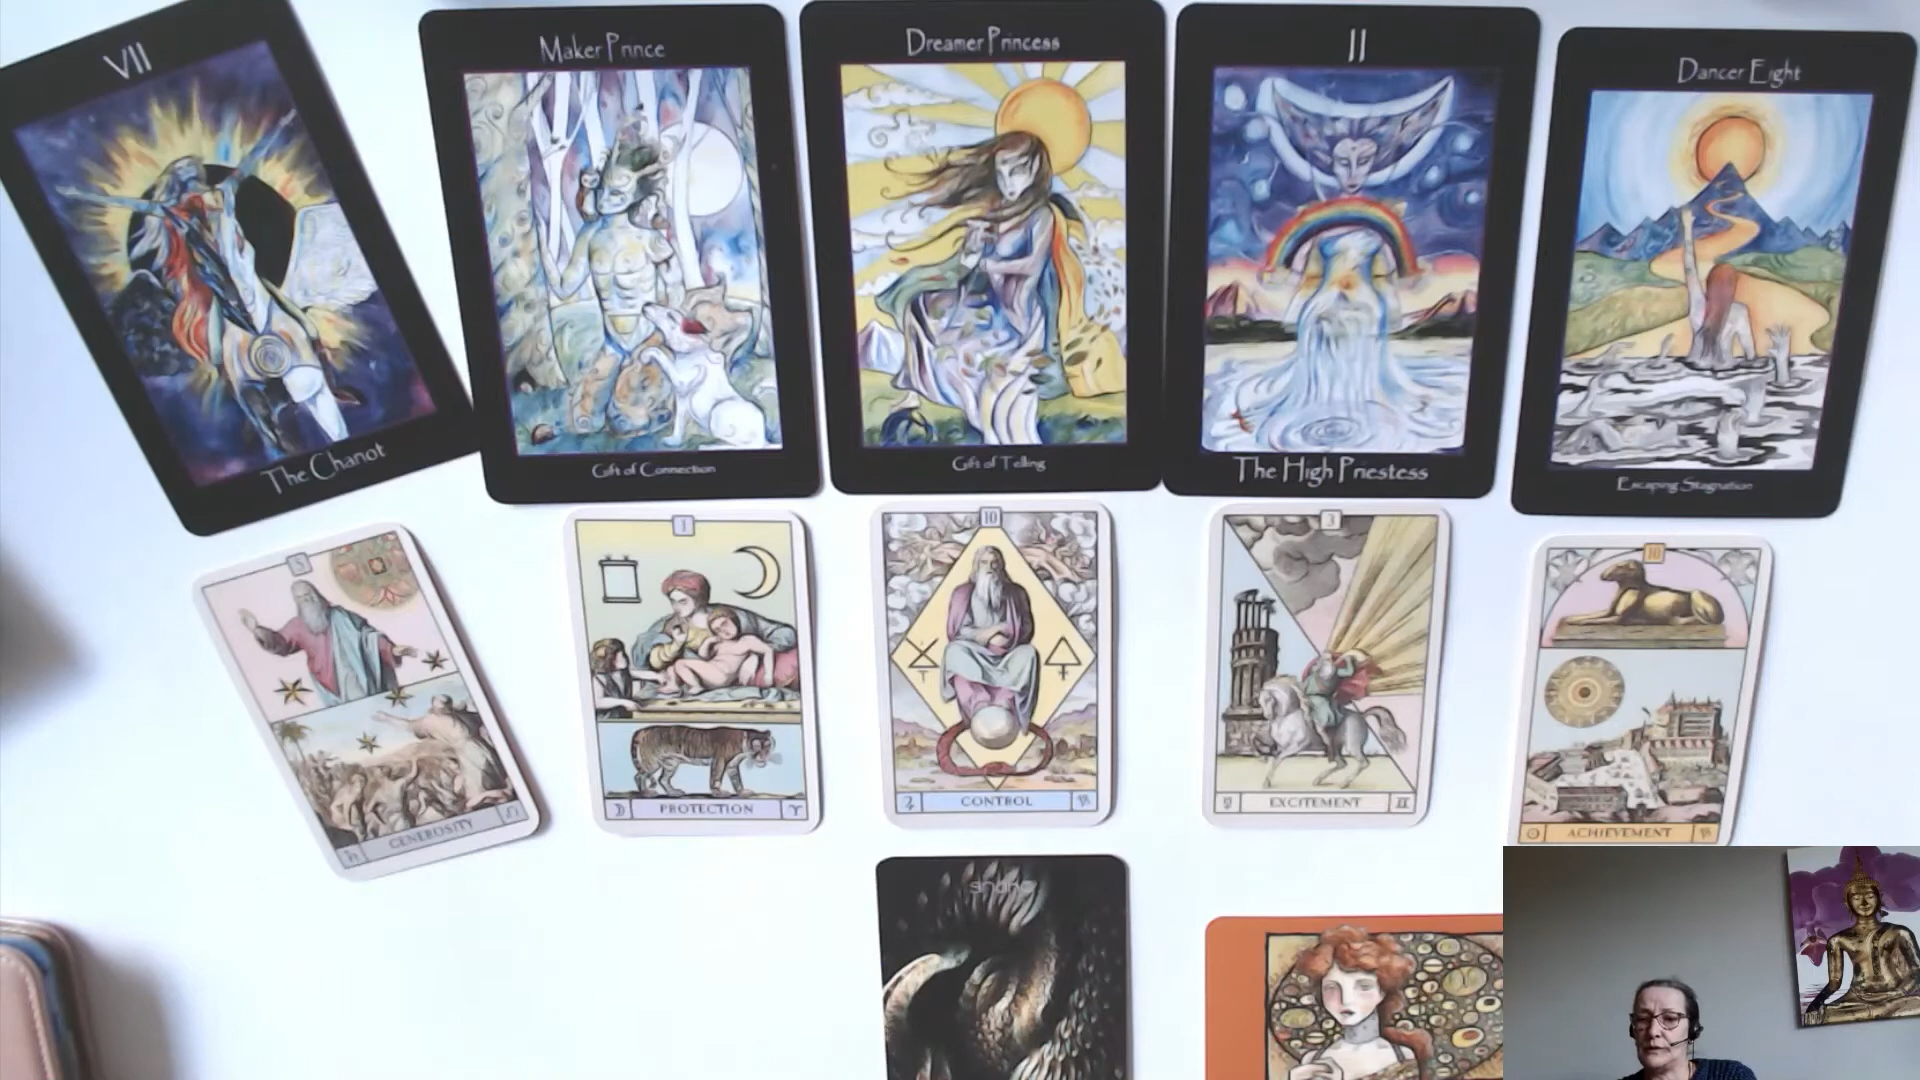 VII
The Chariot
Maker Prince
Gift of Connection
Dreamer Princess
Gift of Telling
II
The High Priestess
Dancer Eight
Escaping Stagnation
5
GENEROSITY
1
PROTECTION
10
CONTROL
3
EXCITEMENT
10
ACHIEVEMENT